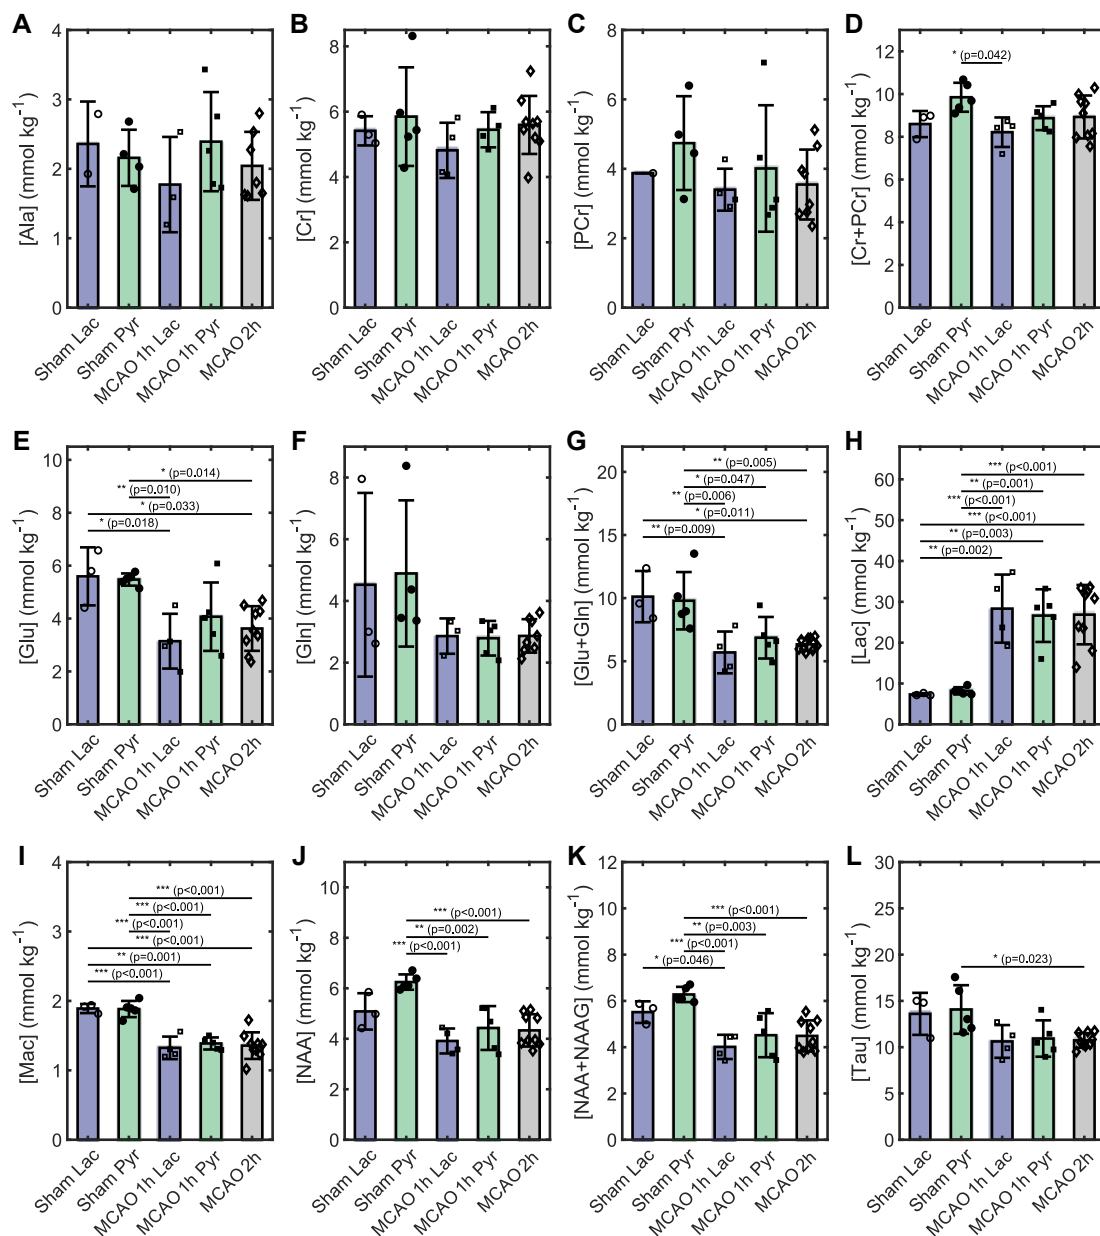 A
[Ala] (mmol kg⁻¹)
4
3
2
1
0
Sham Lac
Sham Pyr
MCAO 1h Lac
MCAO 1h Pyr
MCAO 2h
B
[Cr] (mmol kg⁻¹)
8
6
4
2
0
Sham Lac
Sham Pyr
MCAO 1h Lac
MCAO 1h Pyr
MCAO 2h
C
[PCr] (mmol kg⁻¹)
8
6
4
2
0
Sham Lac
Sham Pyr
MCAO 1h Lac
MCAO 1h Pyr
MCAO 2h
D
[Cr+PCr] (mmol kg⁻¹)
12
10
8
6
4
2
0
* (p=0.042)
Sham Lac
Sham Pyr
MCAO 1h Lac
MCAO 1h Pyr
MCAO 2h
E
[Glu] (mmol kg⁻¹)
10
8
6
4
2
0
* (p=0.014)
** (p=0.010)
* (p=0.033)
* (p=0.018)
Sham Lac
Sham Pyr
MCAO 1h Lac
MCAO 1h Pyr
MCAO 2h
F
[Gln] (mmol kg⁻¹)
8
6
4
2
0
Sham Lac
Sham Pyr
MCAO 1h Lac
MCAO 1h Pyr
MCAO 2h
G
[Glu+Gln] (mmol kg⁻¹)
20
15
10
5
0
** (p=0.005)
* (p=0.047)
** (p=0.006)
* (p=0.011)
** (p=0.009)
Sham Lac
Sham Pyr
MCAO 1h Lac
MCAO 1h Pyr
MCAO 2h
H
[Lac] (mmol kg⁻¹)
60
50
40
30
20
10
0
*** (p<0.001)
** (p=0.001)
*** (p<0.001)
*** (p<0.001)
** (p=0.003)
** (p=0.002)
Sham Lac
Sham Pyr
MCAO 1h Lac
MCAO 1h Pyr
MCAO 2h
I
[Mac] (mmol kg⁻¹)
4
3
2
1
0
*** (p<0.001)
*** (p<0.001)
*** (p<0.001)
*** (p<0.001)
** (p=0.001)
*** (p<0.001)
Sham Lac
Sham Pyr
MCAO 1h Lac
MCAO 1h Pyr
MCAO 2h
J
[NAA] (mmol kg⁻¹)
10
8
6
4
2
0
*** (p<0.001)
** (p=0.002)
*** (p<0.001)
Sham Lac
Sham Pyr
MCAO 1h Lac
MCAO 1h Pyr
MCAO 2h
K
[NAA+NAAG] (mmol kg⁻¹)
12
10
8
6
4
2
0
*** (p<0.001)
** (p=0.003)
*** (p<0.001)
* (p=0.046)
Sham Lac
Sham Pyr
MCAO 1h Lac
MCAO 1h Pyr
MCAO 2h
L
[Tau] (mmol kg⁻¹)
30
25
20
15
10
5
0
* (p=0.023)
Sham Lac
Sham Pyr
MCAO 1h Lac
MCAO 1h Pyr
MCAO 2h